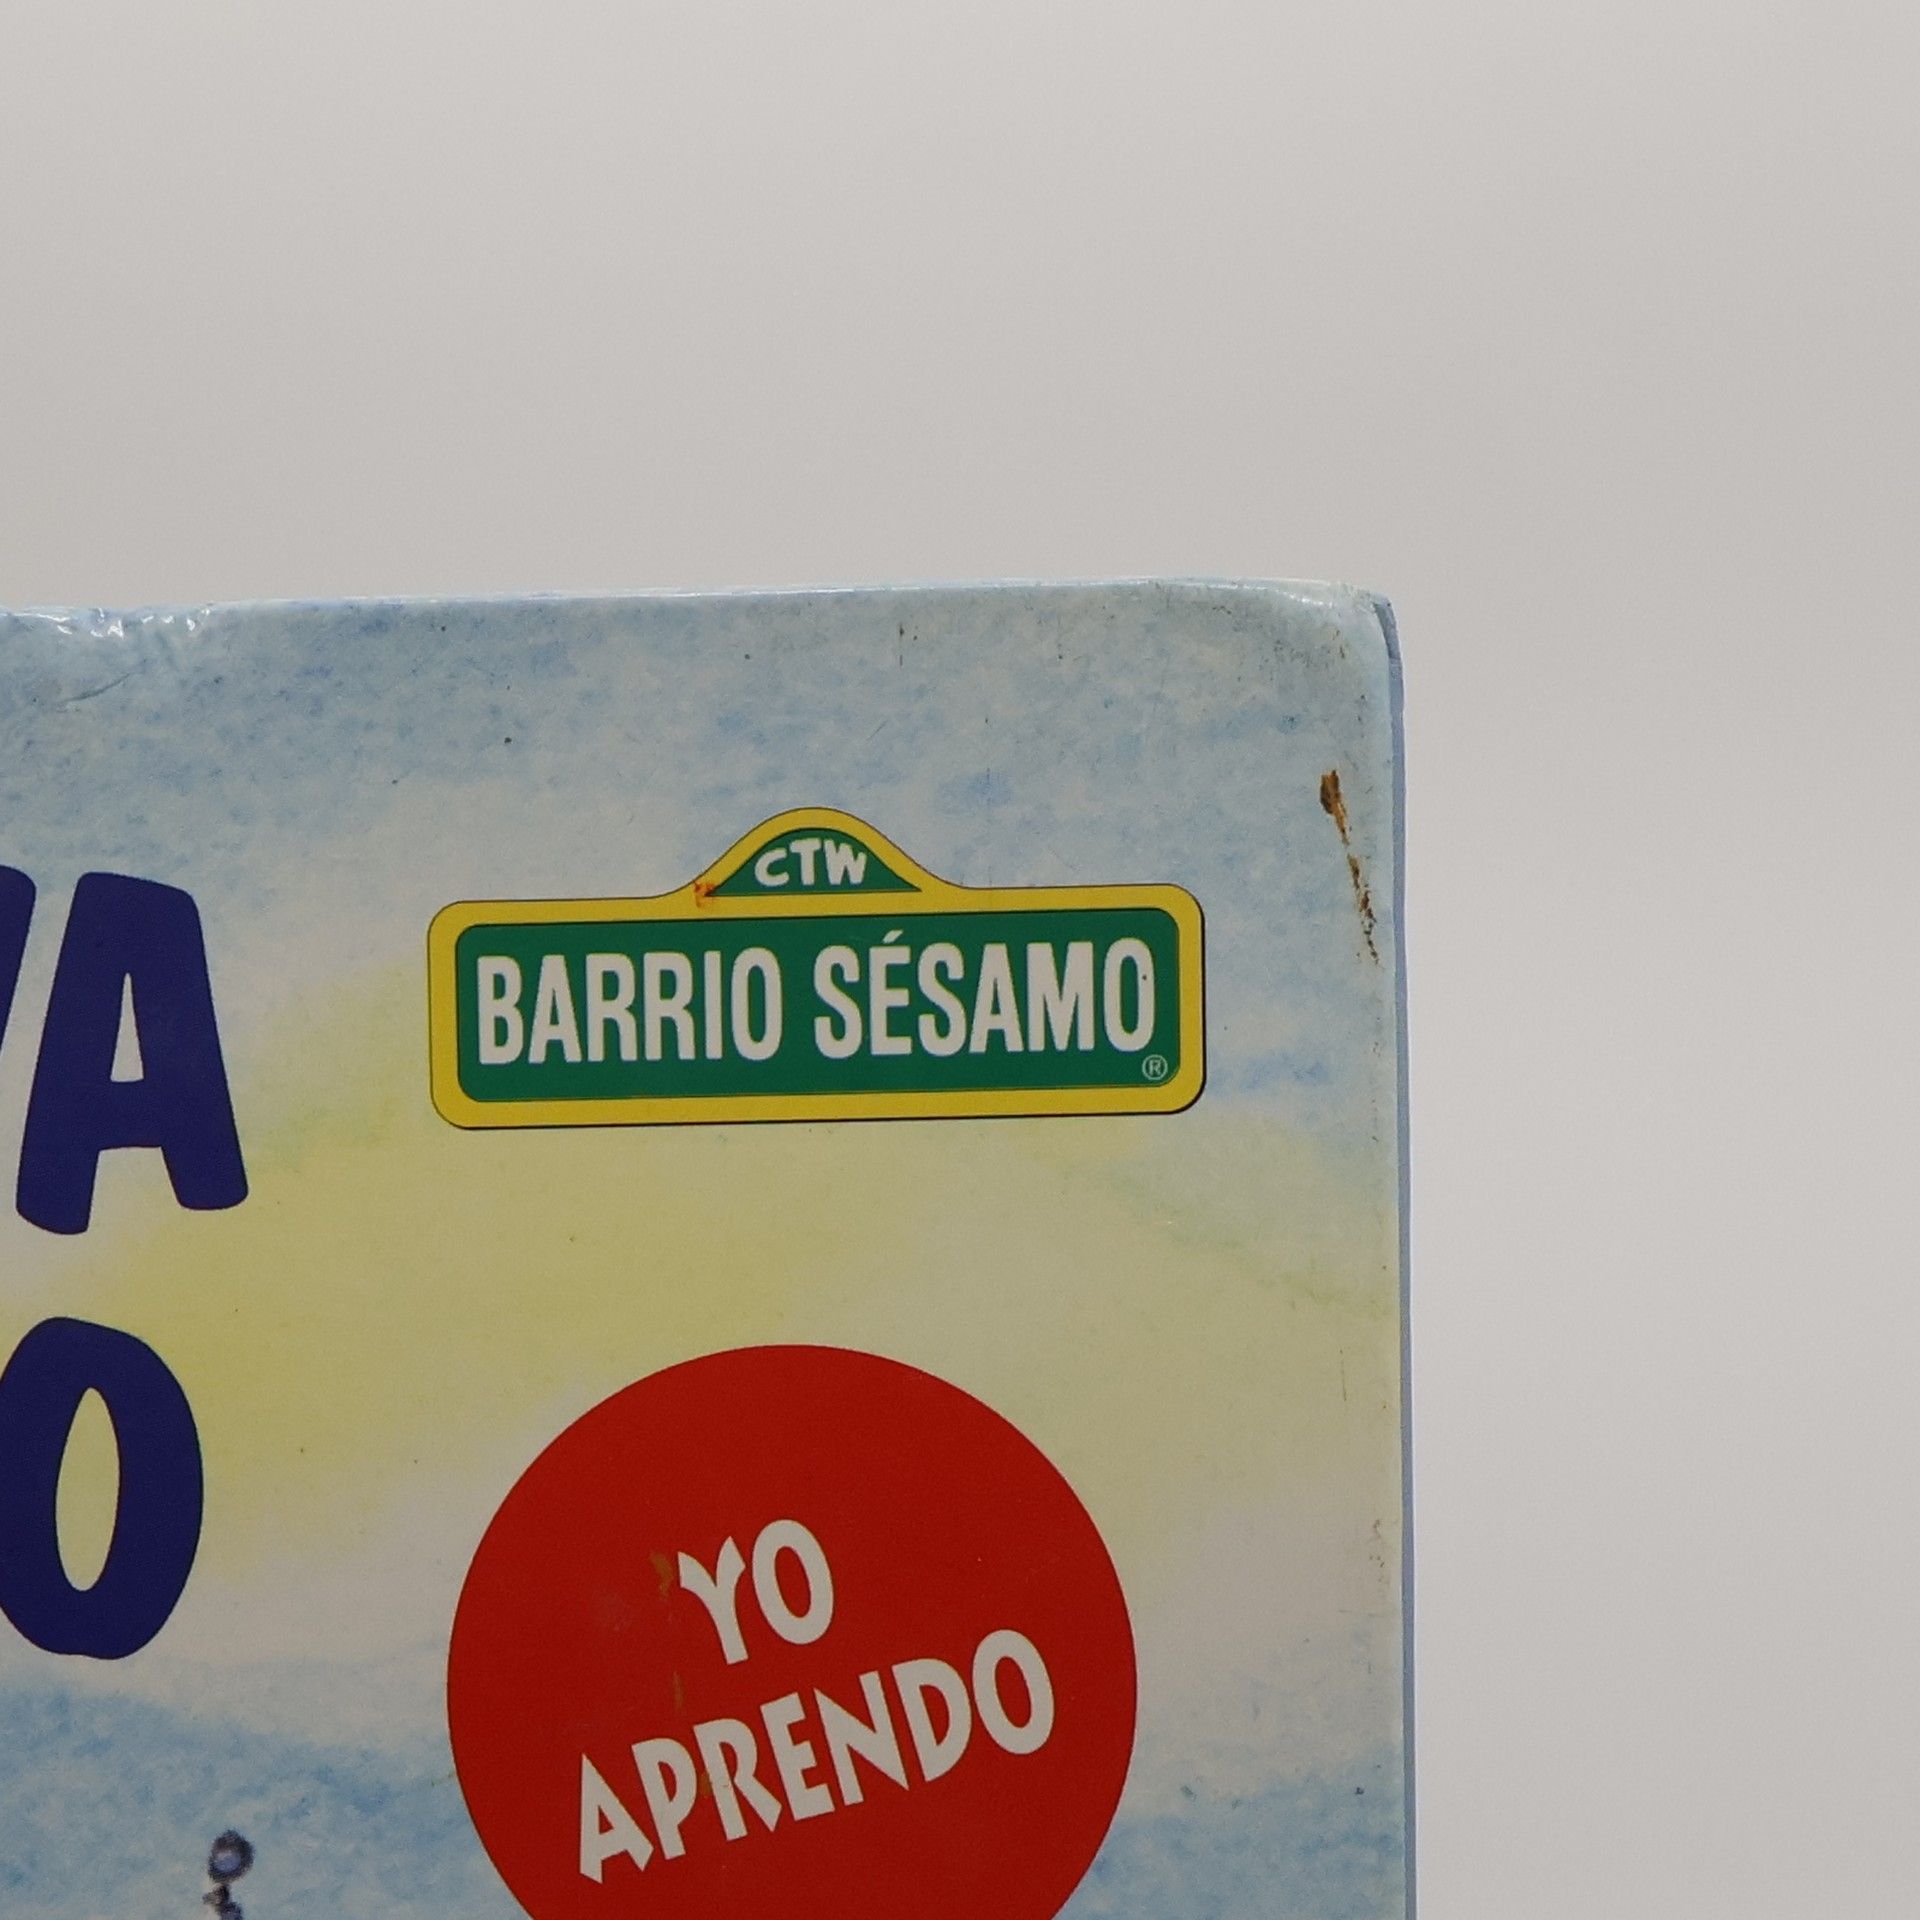 CTW
BARRIO SÉSAMO
®
YO
APRENDO